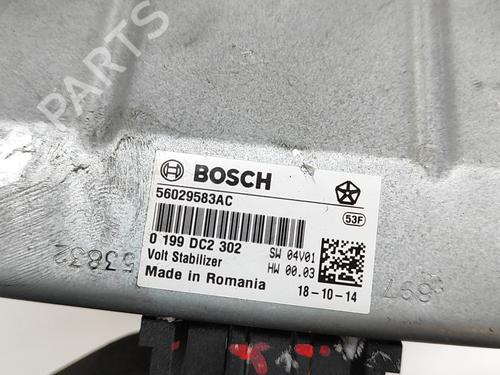 PARTS
BOSCH
56029583AC
53F
0 199 DC2 302
SW 04V01
Volt Stabilizer
HW 00.03
Made in Romania
18-10-14
53832